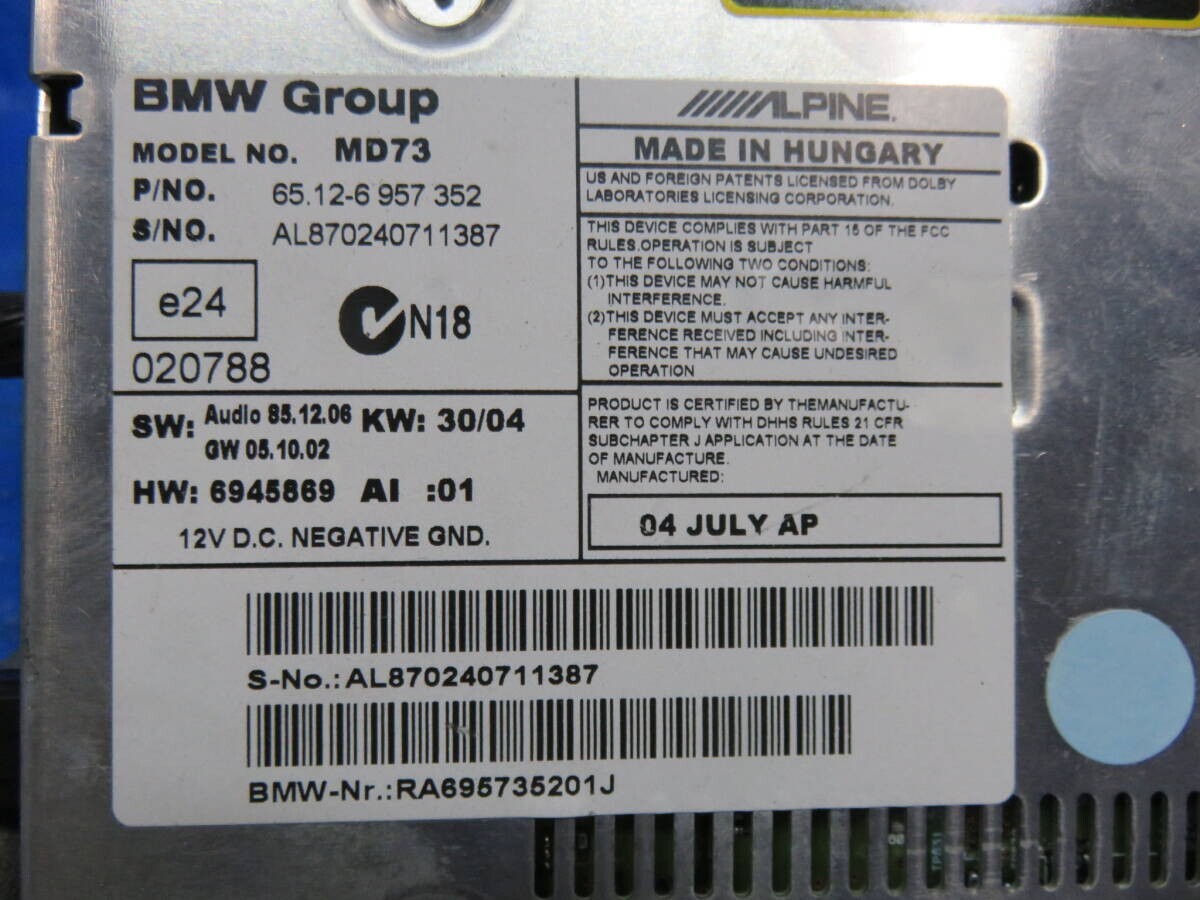 BMW Group
MODEL NO. MD73
P/NO. 65.12-6 957 352
S/NO. AL870240711387
e24
020788
N18
SW: Audio 85.12.06 KW: 30/04
GW 05.10.02
HW: 6945869 AI :01
12V D.C. NEGATIVE GND.
ALPINE.
MADE IN HUNGARY
US AND FOREIGN PATENTS LICENSED FROM DOLBY
LABORATORIES LICENSING CORPORATION.
THIS DEVICE COMPLIES WITH PART 15 OF THE FCC
RULES.OPERATION IS SUBJECT
TO THE FOLLOWING TWO CONDITIONS:
(1)THIS DEVICE MAY NOT CAUSE HARMFUL
INTERFERENCE.
(2)THIS DEVICE MUST ACCEPT ANY INTER-
FERENCE RECEIVED INCLUDING INTER-
FERENCE THAT MAY CAUSE UNDESIRED
OPERATION
PRODUCT IS CERTIFIED BY THEMANUFACTU-
RER TO COMPLY WITH DHHS RULES 21 CFR
SUBCHAPTER J APPLICATION AT THE DATE
OF MANUFACTURE.
MANUFACTURED:
04 JULY AP
S-No.:AL870240711387
BMW-Nr.:RA695735201J